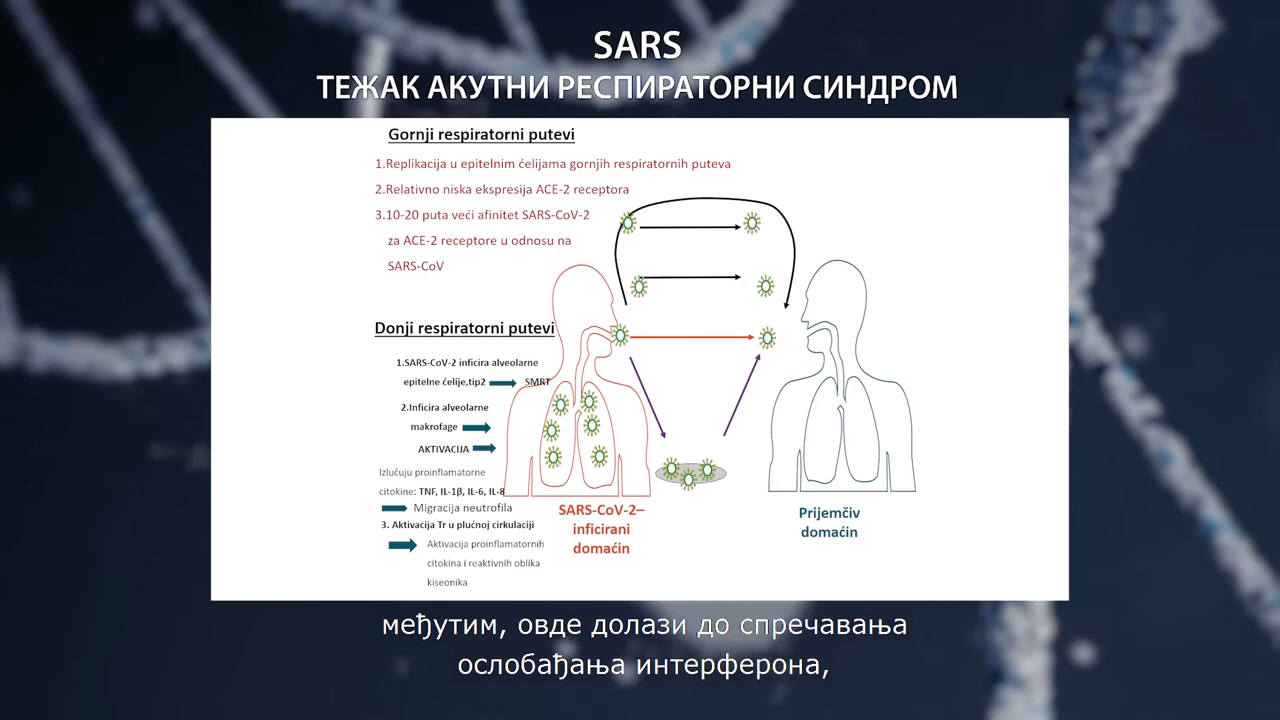 SARS
ТЕЖАК АКУТНИ РЕСПИРАТОРНИ СИНДРОМ
Gornji respiratorni putevi
1.Replikacija u epitelnim ćelijama gornjih respiratornih puteva
2.Relativno niska ekspresija ACE-2 receptora
3.10-20 puta veći afinitet SARS-CoV-2
za ACE-2 receptore u odnosu na
SARS-CoV
Donji respiratorni putevi
1.SARS-CoV-2 inficira alveolarne
epitelne ćelije,tip2 SMRT
2.Inficira alveolarne
makrofage
AKTIVACIJA
Izlučuju proinflamatorne
citokine: TNF, IL-1β, IL-6, IL-8
Migracija neutrofila
3. Aktivacija Tr u plućnoj cirkulaciji
Aktivacija proinflamatornih
citokina i reaktivnih oblika
kiseonika
SARS-CoV-2–
inficirani
domaćin
Prijemčiv
domaćin
међутим, овде долази до спречавања
ослобађања интерферона,